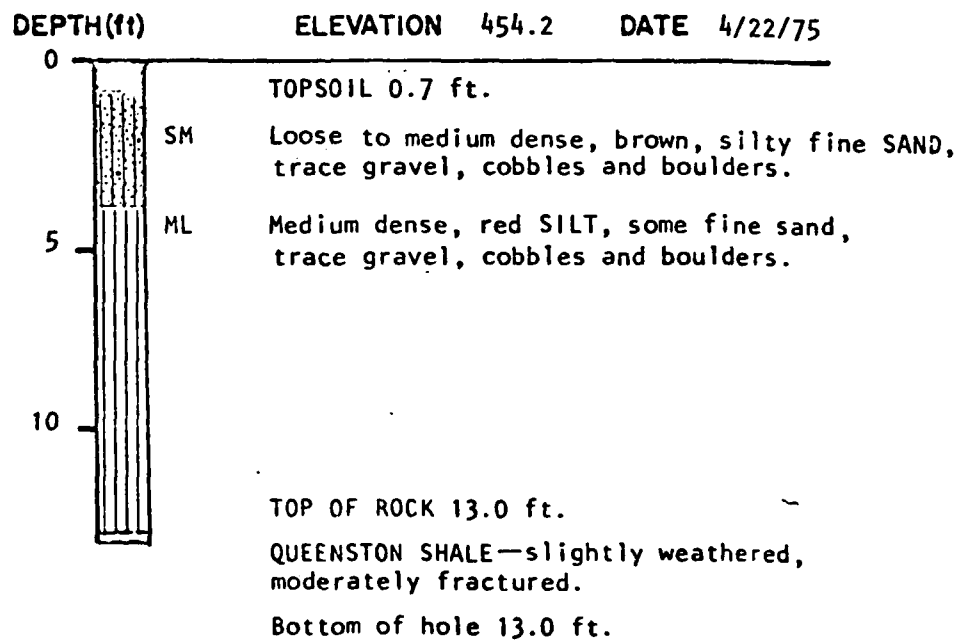 DEPTH(ft) ELEVATION 454.2 DATE 4/22/75
0
TOPSOIL 0.7 ft.
SM Loose to medium dense, brown, silty fine SAND,
trace gravel, cobbles and boulders.
ML Medium dense, red SILT, some fine sand,
5 trace gravel, cobbles and boulders.
10
TOP OF ROCK 13.0 ft.
QUEENSTON SHALE—slightly weathered,
moderately fractured.
Bottom of hole 13.0 ft.